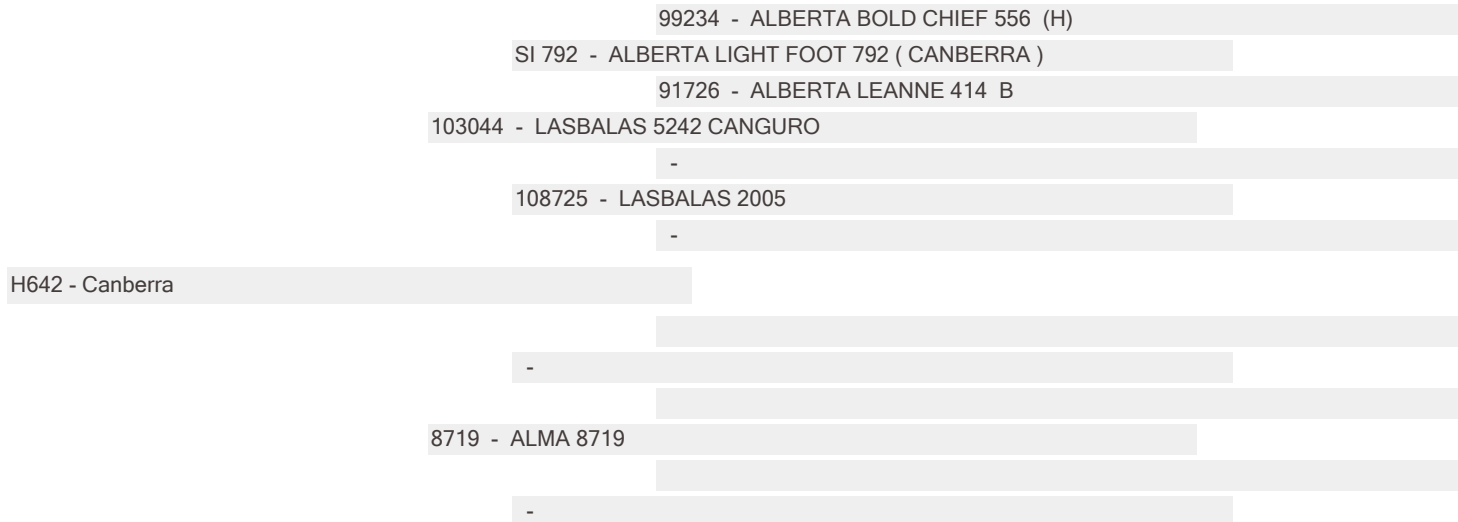 99234 - ALBERTA BOLD CHIEF 556 (H)
SI 792 - ALBERTA LIGHT FOOT 792 ( CANBERRA )
91726 - ALBERTA LEANNE 414 B
103044 - LASBALAS 5242 CANGURO
-
108725 - LASBALAS 2005
-
H642 - Canberra
-
8719 - ALMA 8719
-